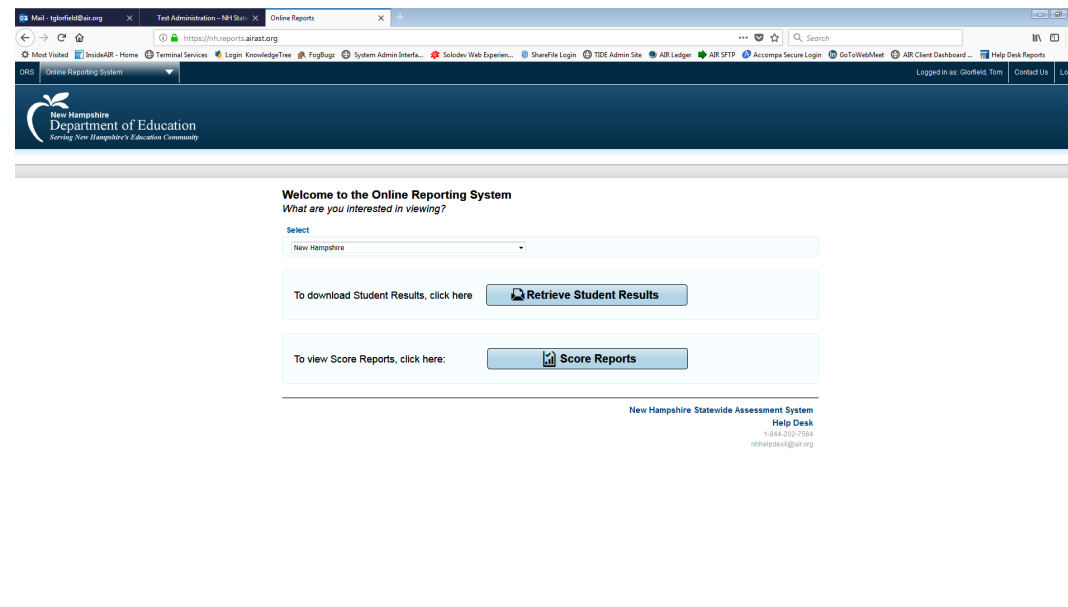 Mail - tglorfield@air.org
Test Administration – NH State
Online Reports
https://nh.reports.airast.org
Search
Most Visited InsideAIR - Home Terminal Services Login KnowledgeTree FogBugz System Admin Interfa... Solodev Web Experien... ShareFile Login TIDE Admin Site AIR Ledger AIR SFTP Accompa Secure Login GoToWebMeet AIR Client Dashboard ... Help Desk Reports
ORS Online Reporting System
Logged in as: Glorfield, Tom Contact Us Lo
New Hampshire
Department of Education
Serving New Hampshire's Education Community
Welcome to the Online Reporting System
What are you interested in viewing?
Select
New Hampshire
To download Student Results, click here Retrieve Student Results
To view Score Reports, click here: Score Reports
New Hampshire Statewide Assessment System
Help Desk
1-844-202-7584
nhhelpdesk@air.org